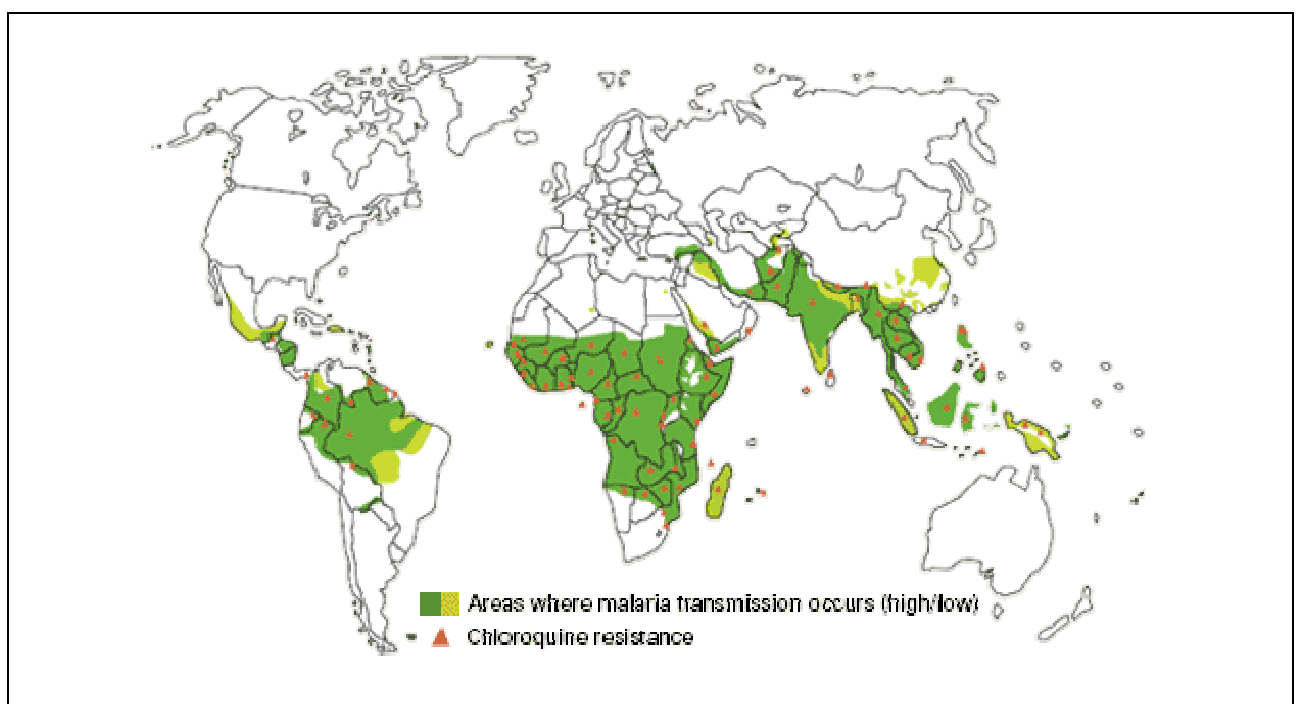 Areas where malaria transmission occurs (high/low)
Chloroquine resistance